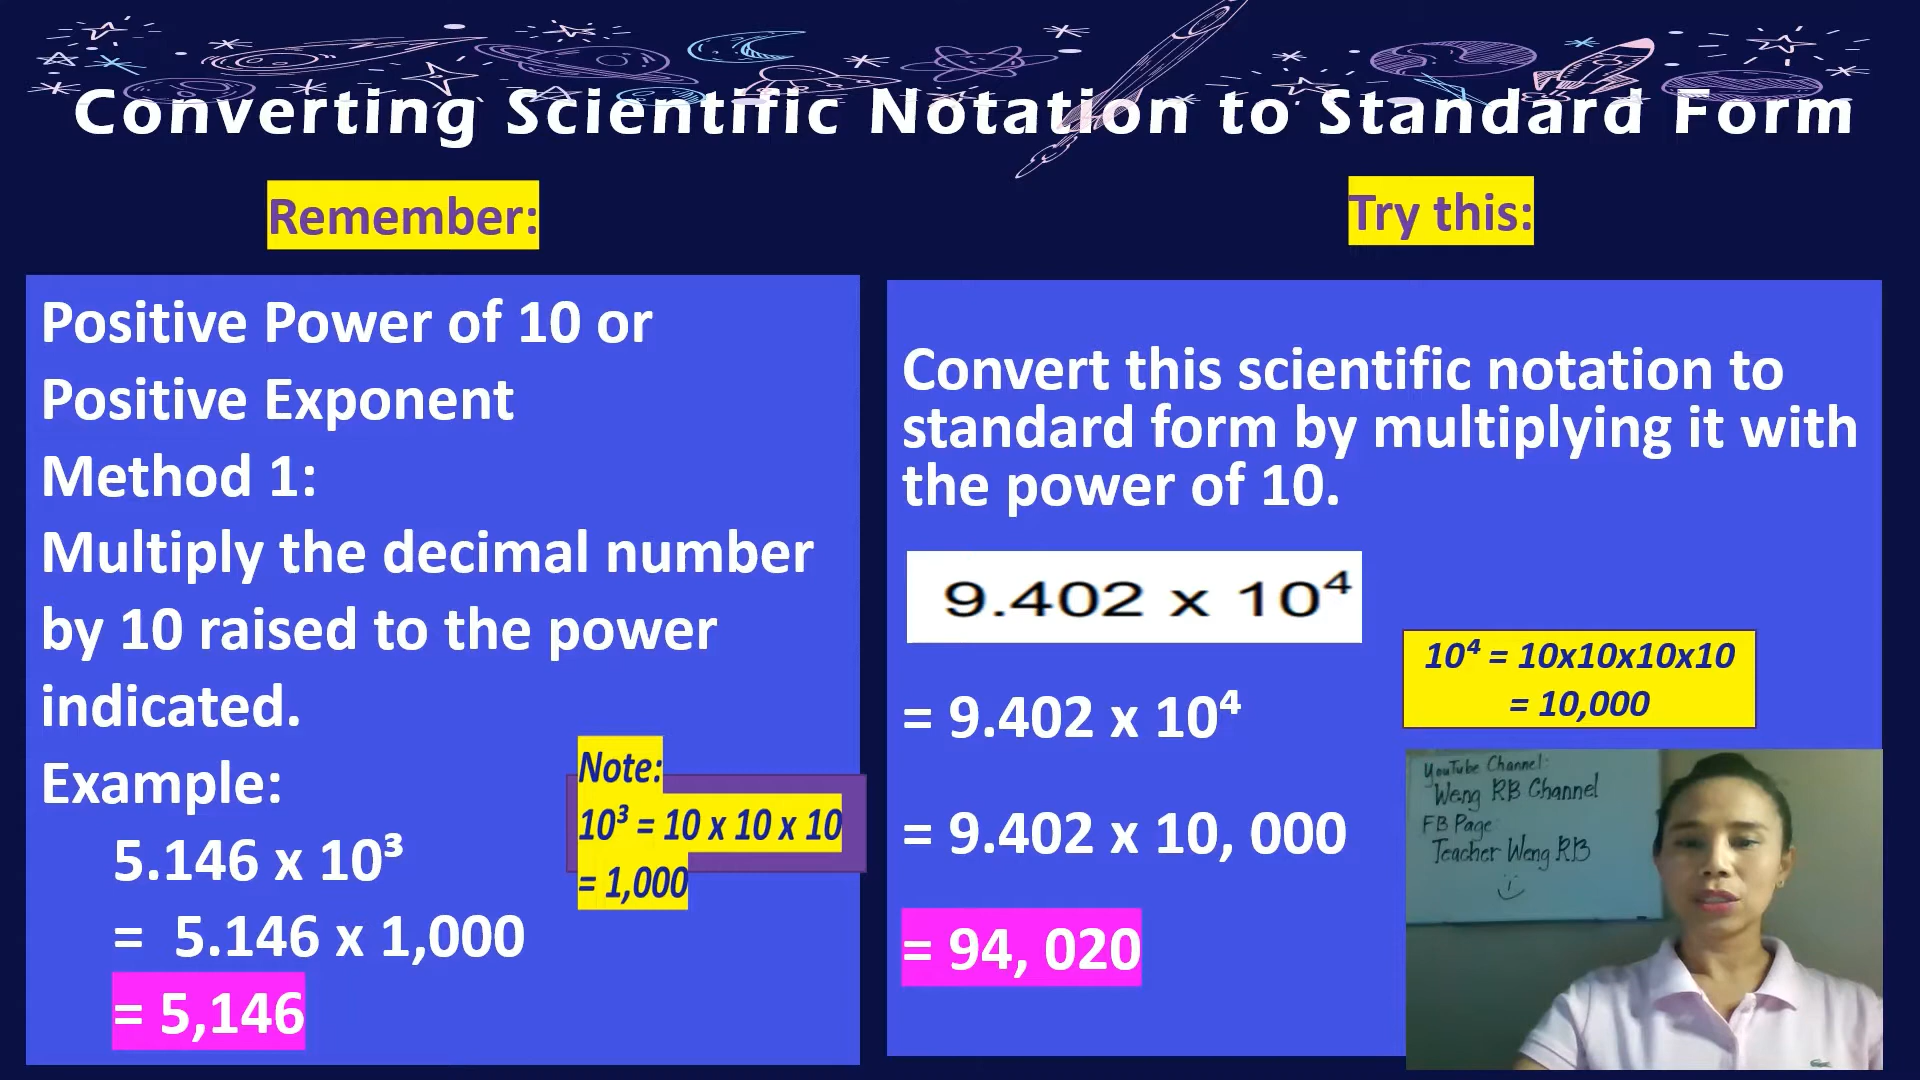 Converting Scientific Notation to Standard Form
Remember:
Positive Power of 10 or
Positive Exponent
Method 1:
Multiply the decimal number
by 10 raised to the power
indicated.
Example:
5.146 x 10³
= 5.146 x 1,000
= 5,146
Note:
10³ = 10 x 10 x 10
= 1,000
Try this:
Convert this scientific notation to
standard form by multiplying it with
the power of 10.
9.402 x 10⁴
= 9.402 x 10⁴
= 9.402 x 10, 000
= 94, 020
10⁴ = 10x10x10x10
= 10,000
YouTube Channel:
Weng RB Channel
FB Page
Teacher Weng RB